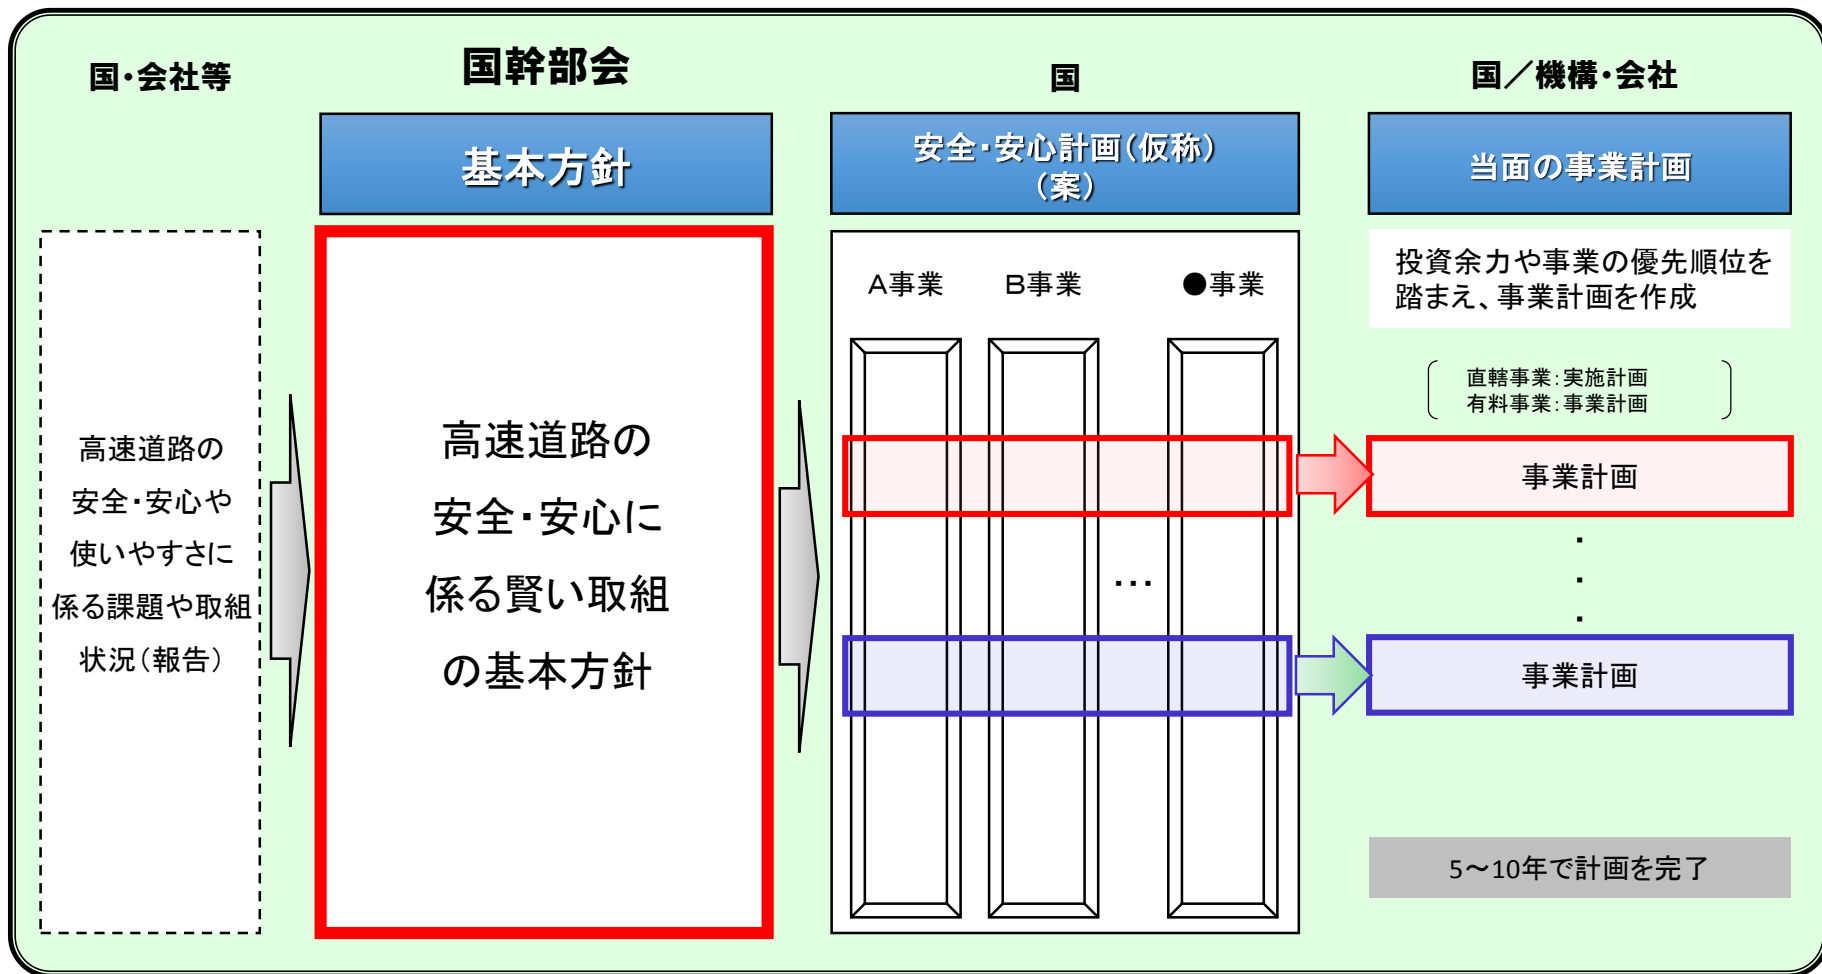 国・会社等
国幹部会
国
国／機構・会社
基本方針
安全・安心計画（仮称）
（案）
当面の事業計画
高速道路の
安全・安心や
使いやすさに
係る課題や取組
状況（報告）
高速道路の
安全・安心に
係る賢い取組
の基本方針
A事業
B事業
●事業
…
投資余力や事業の優先順位を
踏まえ、事業計画を作成
直轄事業：実施計画
有料事業：事業計画
事業計画
・
・
・
事業計画
5～10年で計画を完了